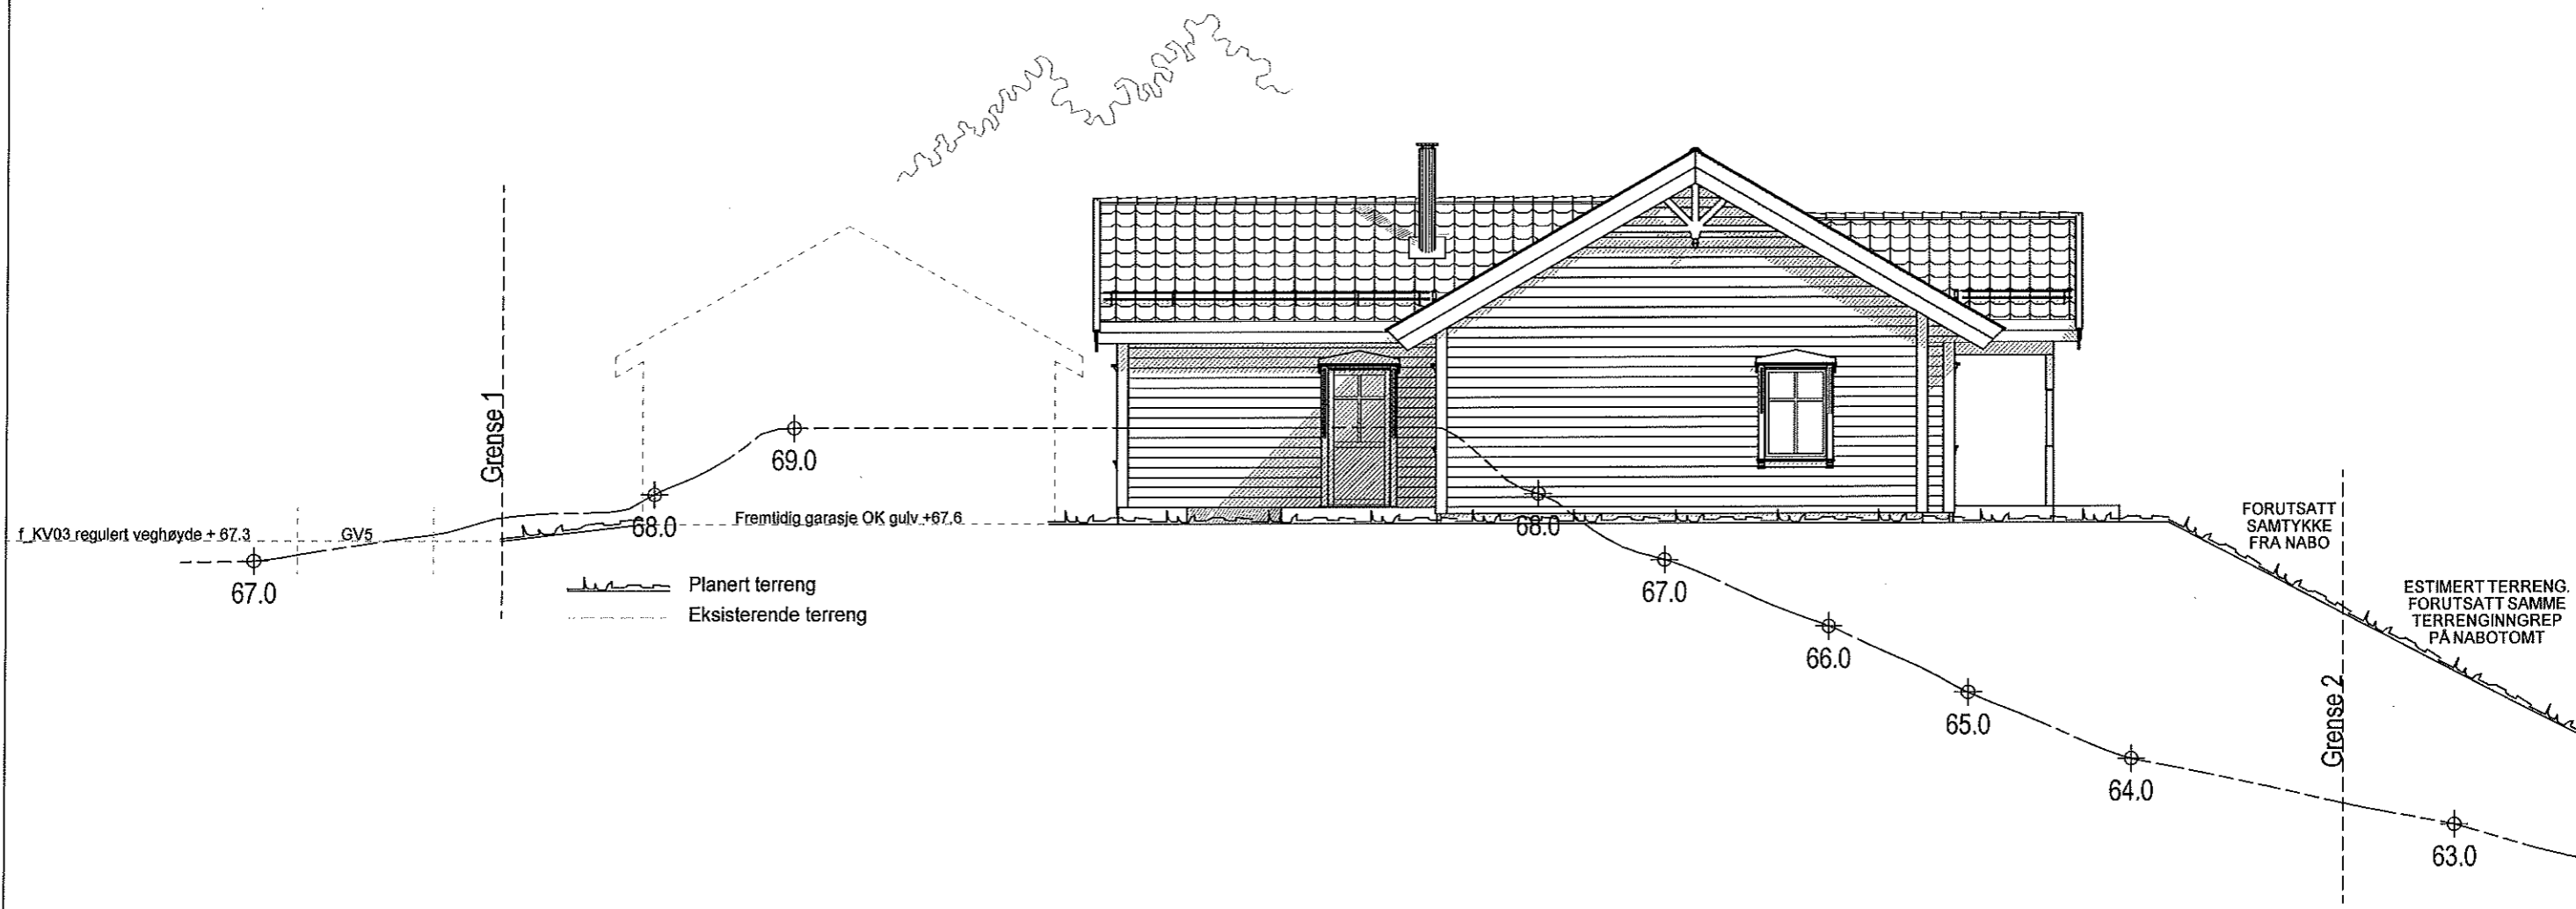 Grense 1
69.0
68.0
Fremtidig garasje OK gulv +67.6
68.0
f_KV03 regulert veghøyde + 67.3
GV5
67.0
Planert terreng
Eksisterende terreng
67.0
66.0
65.0
64.0
63.0
FORUTSATT
SAMTYKKE
FRA NABO
ESTIMERT TERRENG.
FORUTSATT SAMME
TERRENGINNGREP
PÅ NABOTOMT
Grense 2